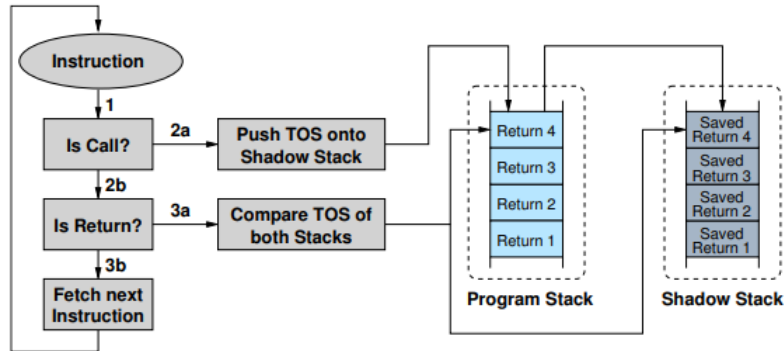 Instruction
1
Is Call?
2a
Push TOS onto
Shadow Stack
2b
Is Return?
3a
Compare TOS of
both Stacks
3b
Fetch next
Instruction
Return 4
Return 3
Return 2
Return 1
Program Stack
Saved
Return 4
Saved
Return 3
Saved
Return 2
Saved
Return 1
Shadow Stack